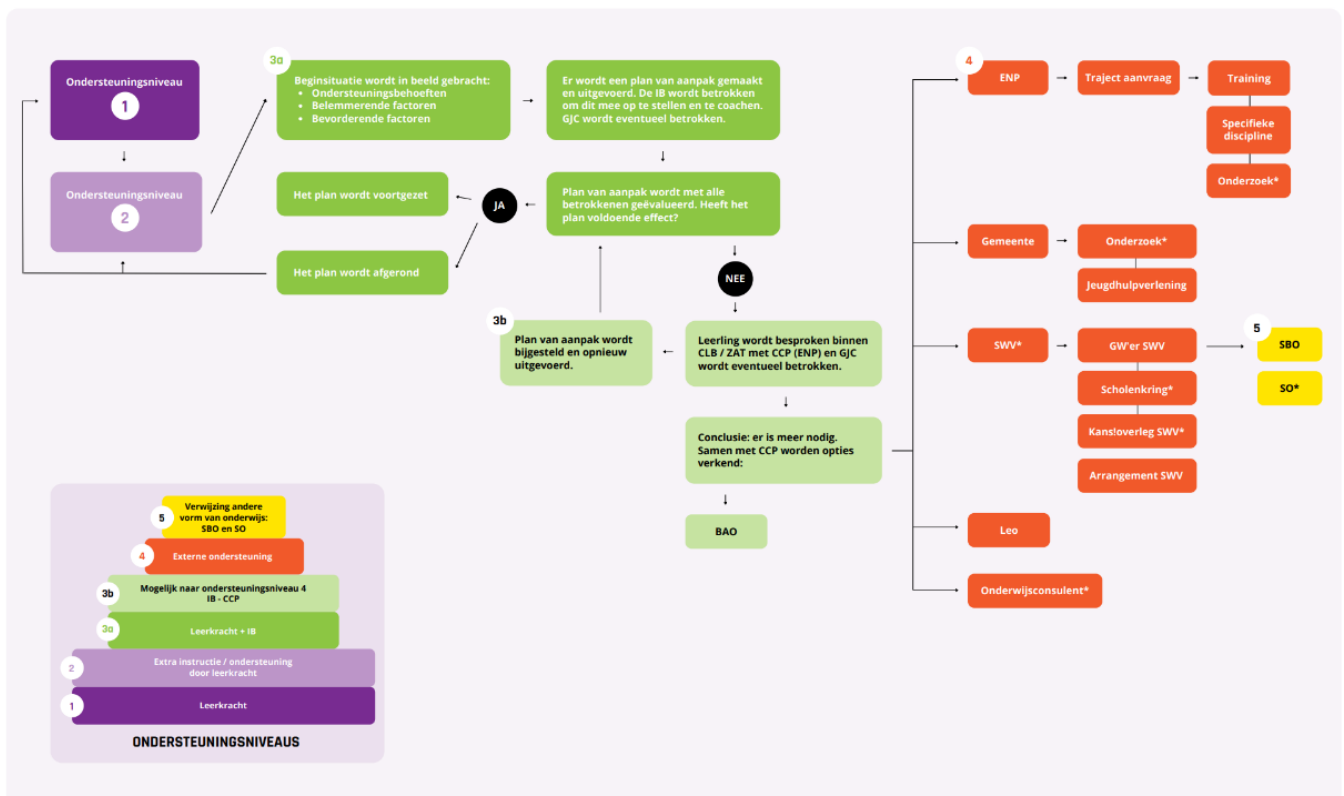 Ondersteuningsniveau
1
Ondersteuningsniveau
2
3a
Beginsituatie wordt in beeld gebracht:
• Ondersteuningsbehoeften
• Belemmerende factoren
• Bevorderende factoren
Er wordt een plan van aanpak gemaakt
en uitgevoerd. De IB wordt betrokken
om dit mee op te stellen en te coachen.
GJC wordt eventueel betrokken.
Het plan wordt voortgezet
JA
Plan van aanpak wordt met alle
betrokkenen geëvalueerd. Heeft het
plan voldoende effect?
Het plan wordt afgerond
NEE
3b
Plan van aanpak wordt
bijgesteld en opnieuw
uitgevoerd.
Leerling wordt besproken binnen
CLB / ZAT met CCP (ENP) en GJC
wordt eventueel betrokken.
Conclusie: er is meer nodig.
Samen met CCP worden opties
verkend:
BAO
4
ENP
Traject aanvraag
Training
Specifieke
discipline
Onderzoek*
Gemeente
Onderzoek*
Jeugdhulpverlening
SWV*
GW'er SWV
Scholenkring*
Kans!overleg SWV*
Arrangement SWV
5
SBO
SO*
Leo
Onderwijsconsulent*
5
Verwijzing andere
vorm van onderwijs:
SBO en SO
4
Externe ondersteuning
3b
Mogelijk naar ondersteuningsniveau 4
IB - CCP
3a
Leerkracht + IB
2
Extra instructie / ondersteuning
door leerkracht
1
Leerkracht
ONDERSTEUNINGSNIVEAUS